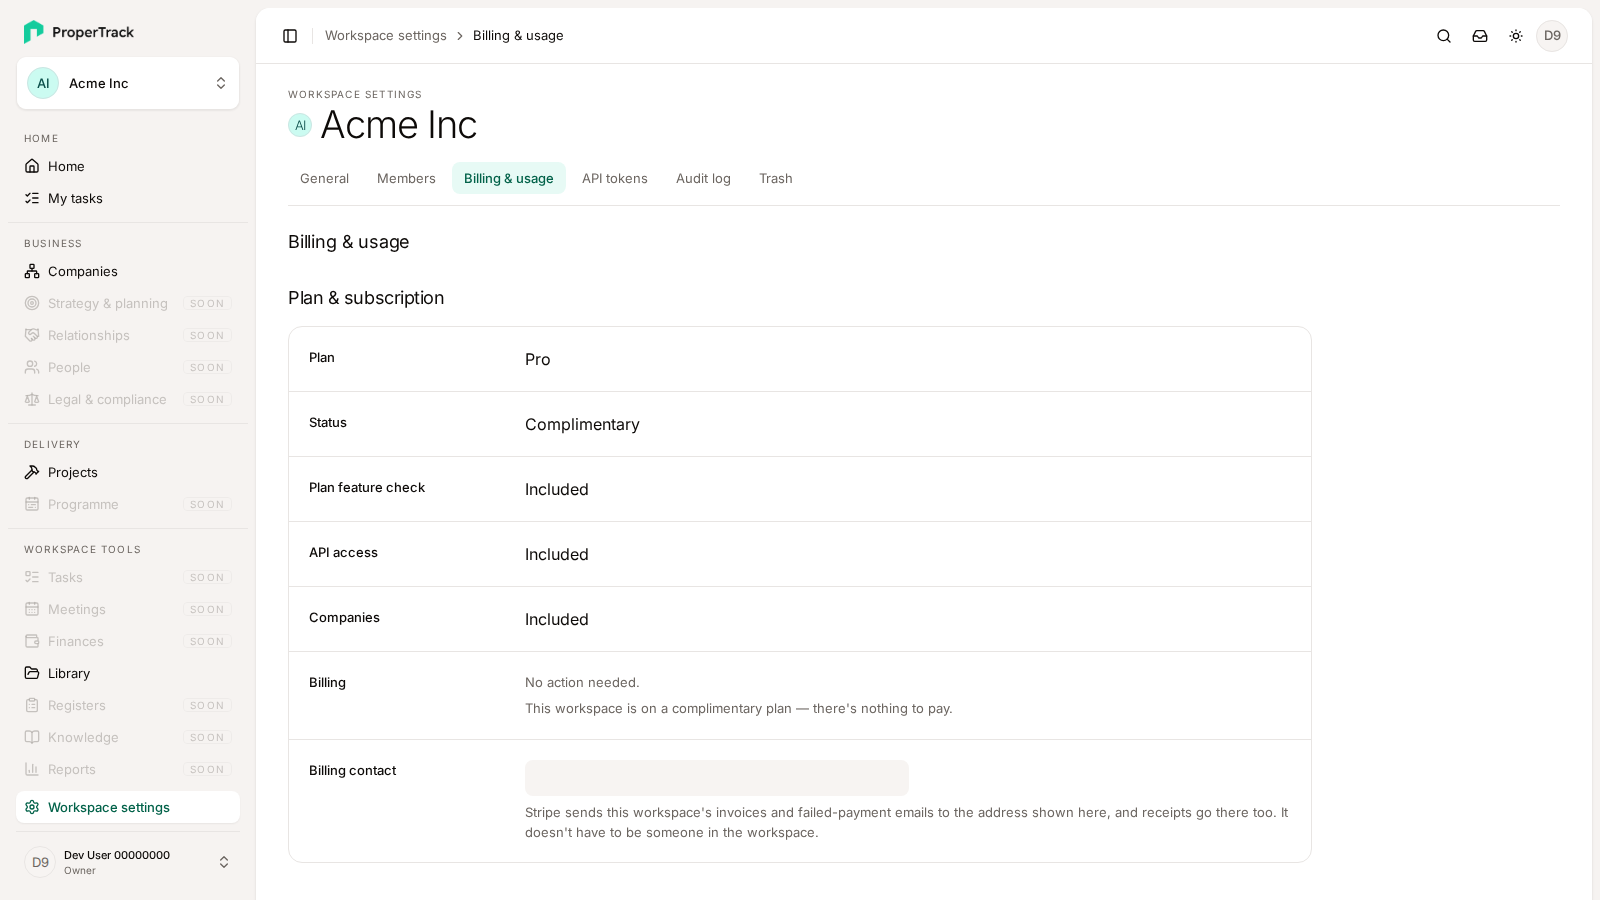 ProperTrack
AI
Acme Inc
HOME
Home
My tasks
BUSINESS
Companies
Strategy & planning SOON
Relationships SOON
People SOON
Legal & compliance SOON
DELIVERY
Projects
Programme SOON
WORKSPACE TOOLS
Tasks SOON
Meetings SOON
Finances SOON
Library
Registers SOON
Knowledge SOON
Reports SOON
Workspace settings
D9
Dev User 00000000
Owner
Workspace settings > Billing & usage
D9
WORKSPACE SETTINGS
AI Acme Inc
General Members Billing & usage API tokens Audit log Trash
Billing & usage
Plan & subscription
Plan Pro
Status Complimentary
Plan feature check Included
API access Included
Companies Included
Billing No action needed.
This workspace is on a complimentary plan — there's nothing to pay.
Billing contact
Stripe sends this workspace's invoices and failed-payment emails to the address shown here, and receipts go there too. It
doesn't have to be someone in the workspace.